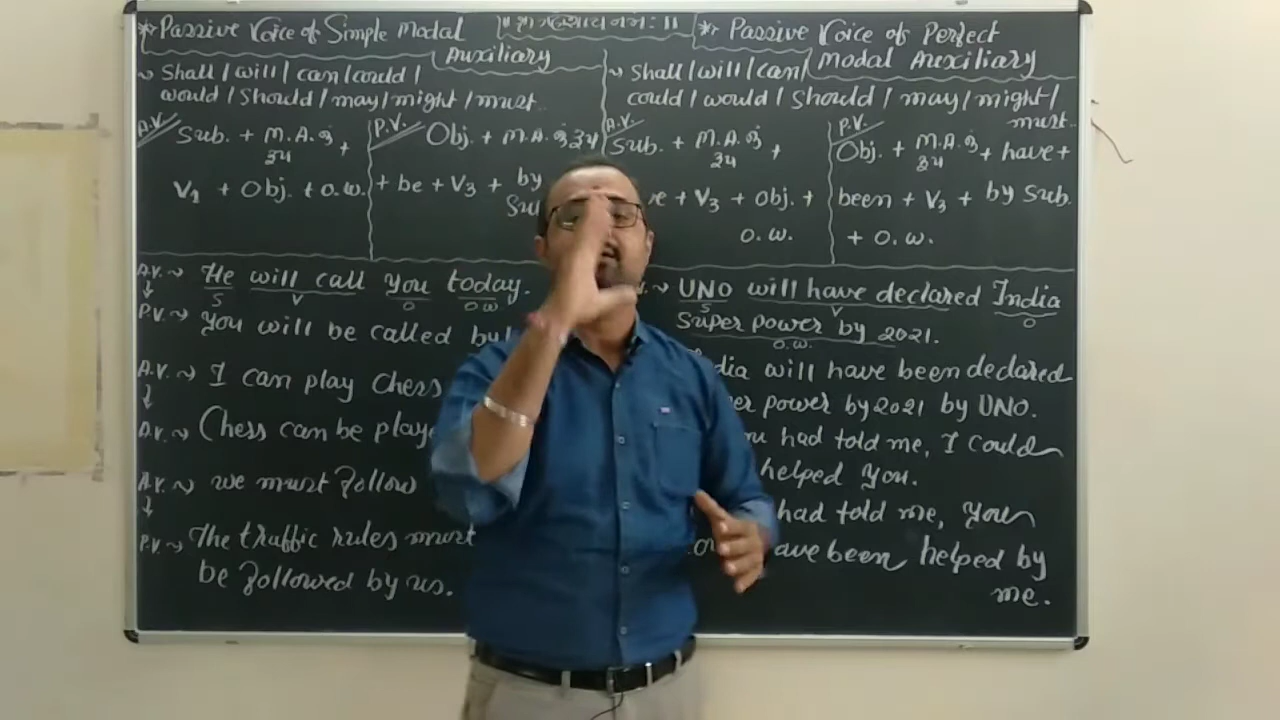 * Passive Voice of Simple Modal Auxiliary
~ Shall / will / can / could /
would / Should / may / might / must
A.V. Sub. + M.A. +
V1 + Obj. + O.W.
P.V. Obj. + M.A.
+ be + V3 + by
* Passive Voice of Perfect
Modal Auxiliary
~ Shall / will / can /
could / would / Should / may / might /
must
A.V. Sub. + M.A. +
+ V3 + Obj. +
O.W.
P.V. Obj. + M.A. + have +
been + V3 + by Sub.
+ O.W.
A.V. ~ He will call you today.
S V O O.W.
P.V. ~ You will be called by
A.V. ~ I can play Chess
Chess can be
A.V. ~
A.V. ~ we must follow
P.V. ~ The traffic rules must
be followed by us.
~ UNO will have declared India
S V O
Super Power by 2021.
O.W.
will have been declared
power by 2021 by UNO.
had told me, I could
helped you.
had told me, you
been helped by
me.